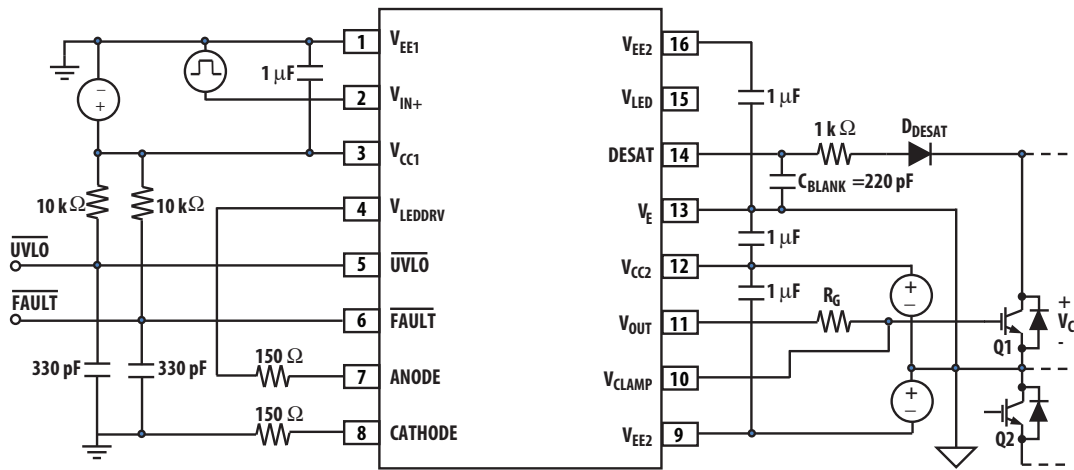 1 V_EE1
1 μF
2 V_IN+
3 V_CC1
10 kΩ
10 kΩ
4 V_LEDDRV
UVLO
5 UVLO
FAULT
6 FAULT
330 pF
330 pF
150 Ω
7 ANODE
150 Ω
8 CATHODE
V_EE2 16
1 μF
V_LED 15
1 kΩ
D_DESAT
DESAT 14
C_BLANK =220 pF
V_E 13
1 μF
V_CC2 12
1 μF
R_G
V_OUT 11
V_CLAMP 10
V_EE2 9
+
-
+
-
-
+
Q1
+
V_C
-
Q2